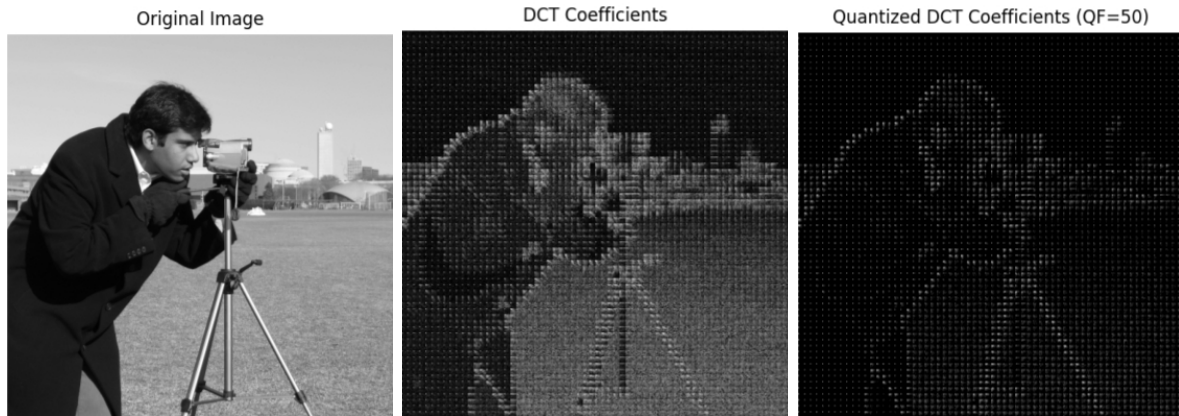 Original Image
DCT Coefficients
Quantized DCT Coefficients (QF=50)